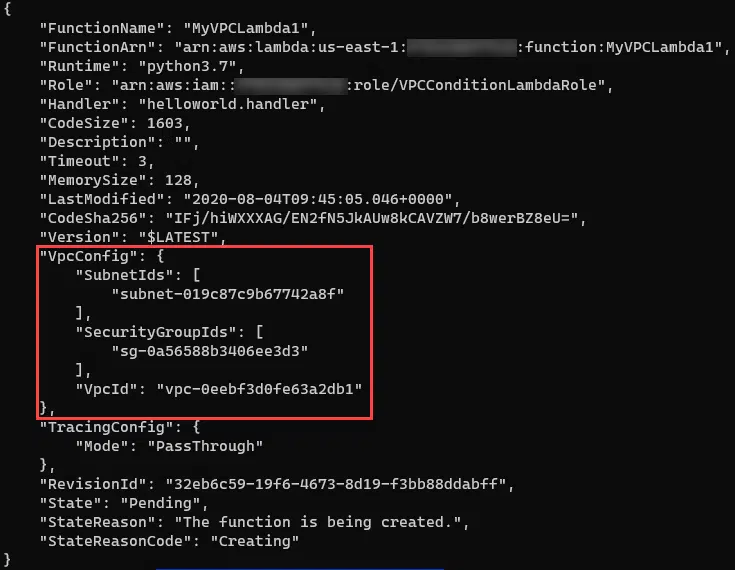 {
"FunctionName": "MyVPCLambda1",
"FunctionArn": "arn:aws:lambda:us-east-1: :function:MyVPCLambda1",
"Runtime": "python3.7",
"Role": "arn:aws:iam:: :role/VPCConditionLambdaRole",
"Handler": "helloworld.handler",
"CodeSize": 1603,
"Description": "",
"Timeout": 3,
"MemorySize": 128,
"LastModified": "2020-08-04T09:45:05.046+0000",
"CodeSha256": "IFj/hiWXXXAG/EN2fN5JkAUw8kCAVZW7/b8werBZ8eU=",
"Version": "$LATEST",
"VpcConfig": {
"SubnetIds": [
"subnet-019c87c9b67742a8f"
],
"SecurityGroupIds": [
"sg-0a56588b3406ee3d3"
],
"VpcId": "vpc-0eebf3d0fe63a2db1"
},
"TracingConfig": {
"Mode": "PassThrough"
},
"RevisionId": "32eb6c59-19f6-4673-8d19-f3bb88ddabff",
"State": "Pending",
"StateReason": "The function is being created.",
"StateReasonCode": "Creating"
}